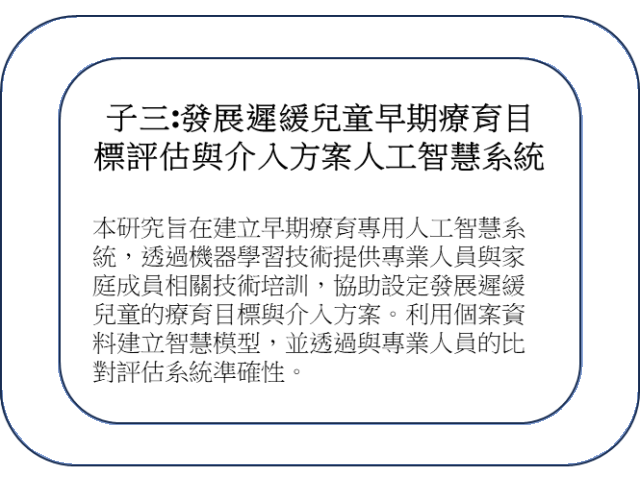 子三:發展遲緩兒童早期療育目
標評估與介入方案人工智慧系統
本研究旨在建立早期療育專用人工智慧系
統，透過機器學習技術提供專業人員與家
庭成員相關技術培訓，協助設定發展遲緩
兒童的療育目標與介入方案。利用個案資
料建立智慧模型，並透過與專業人員的比
對評估系統準確性。